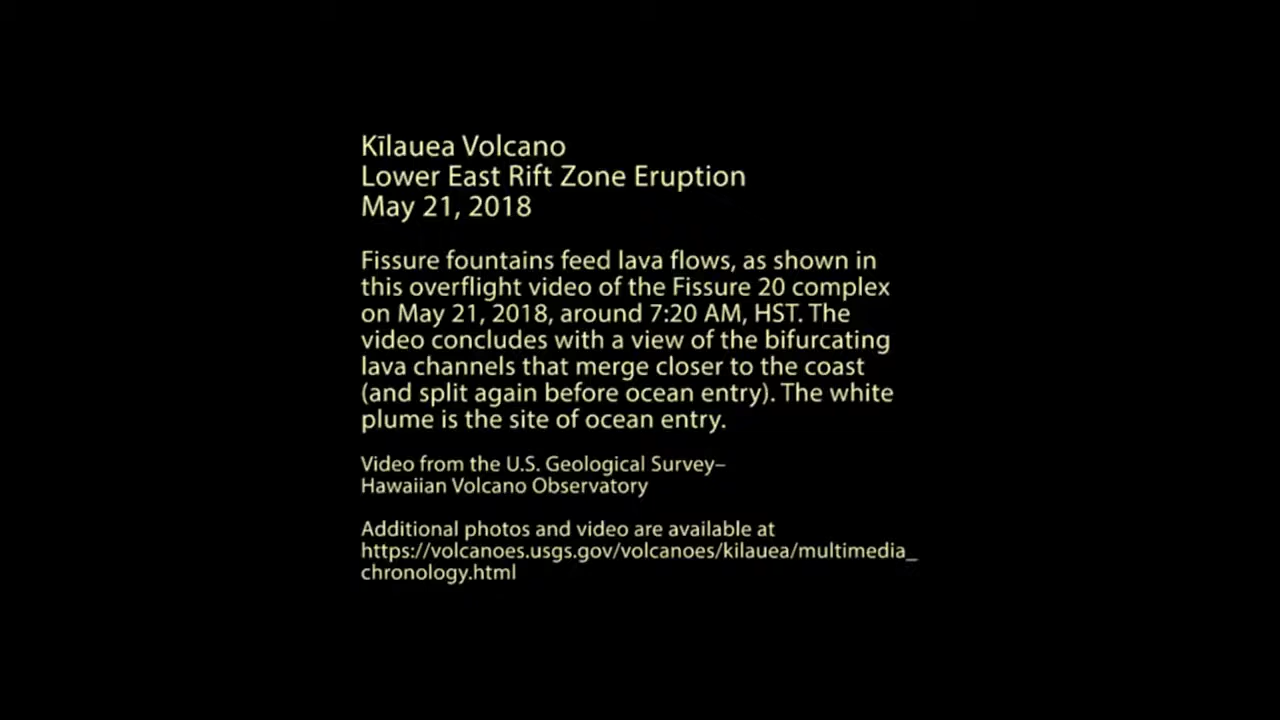 Kīlauea Volcano
Lower East Rift Zone Eruption
May 21, 2018
Fissure fountains feed lava flows, as shown in
this overflight video of the Fissure 20 complex
on May 21, 2018, around 7:20 AM, HST. The
video concludes with a view of the bifurcating
lava channels that merge closer to the coast
(and split again before ocean entry). The white
plume is the site of ocean entry.
Video from the U.S. Geological Survey–
Hawaiian Volcano Observatory
Additional photos and video are available at
https://volcanoes.usgs.gov/volcanoes/kilauea/multimedia_
chronology.html